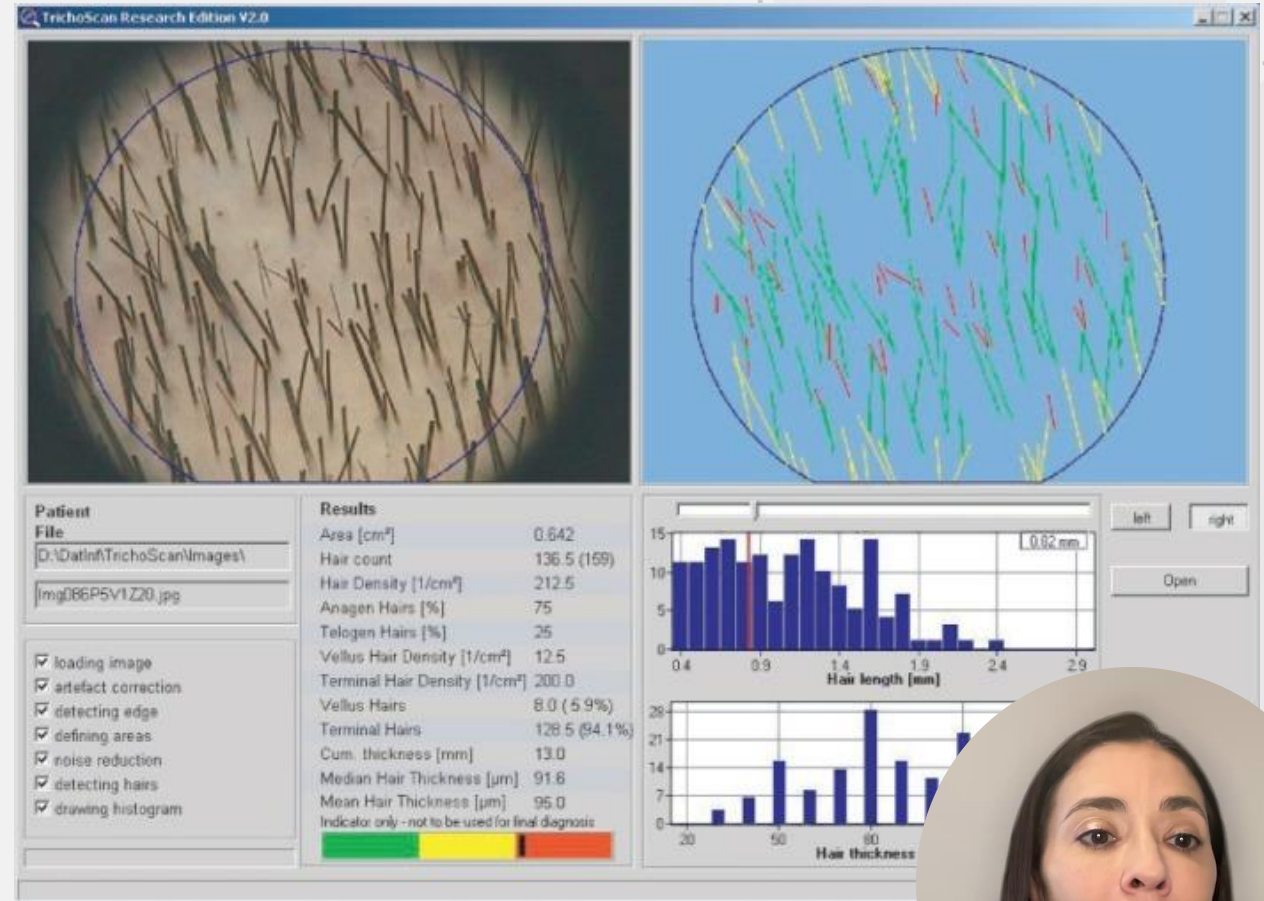 TrichoScan Research Edition V2.0
Patient
File
D:\DatInf\TrichoScan\Images\
Img086P5V1Z20.jpg
loading image
artefact correction
detecting edge
defining areas
noise reduction
detecting hairs
drawing histogram
Results
Area [cm²] 0.642
Hair count 136.5 (159)
Hair Density [1/cm²] 212.5
Anagen Hairs [%] 75
Telogen Hairs [%] 25
Vellus Hair Density [1/cm²] 12.5
Terminal Hair Density [1/cm²] 200.0
Vellus Hairs 8.0 (5.9%)
Terminal Hairs 128.5 (94.1%)
Cum. thickness [mm] 13.0
Median Hair Thickness [µm] 91.6
Mean Hair Thickness [µm] 95.0
Indicator only - not to be used for final diagnosis
0.82 mm
15
10
5
0
0.4 0.9 1.4 1.9 2.4 2.9
Hair length [mm]
28
21
14
7
0
20 50 80
Hair thickness
left right
Open